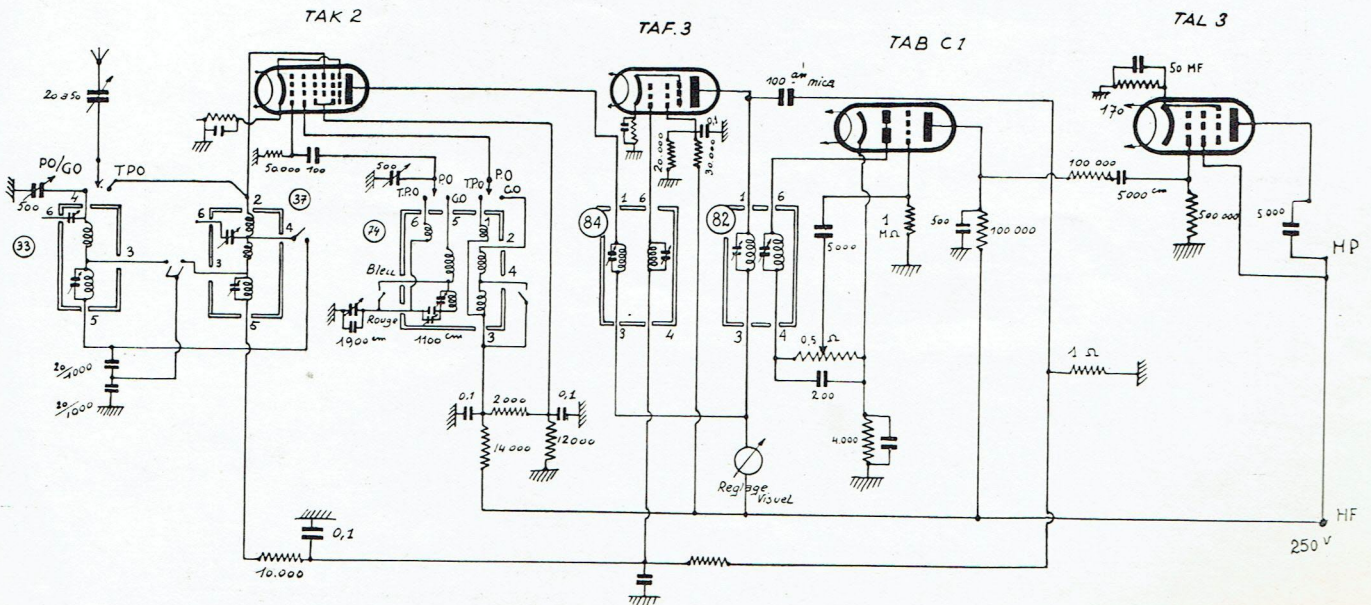 TAK 2
TAF.3
TAB C1
TAL 3
20 à 50
PO/GO
T.PO
500
4
6
33
3
5
20/1000
20/1000
37
2
6
4
3
5
10.000
0,1
50.000
100
500
P.O
T.P.O
GO
T.P.O
P.O
G.O
74
6
5
1
2
4
3
Bleu
Rouge
1900 cm
1100 cm
0.1
2000
0,1
14 000
12000
20.000
0,1
30.000
84
1
6
3
4
82
1
6
3
4
100 cm mica
5000
1 MΩ
500
100 000
0,5 Ω
200
4.000
Reglage Visuel
1 Ω
50 MF
170
100 000
5000 cm
500 000
5.000
HP
HF
250 V